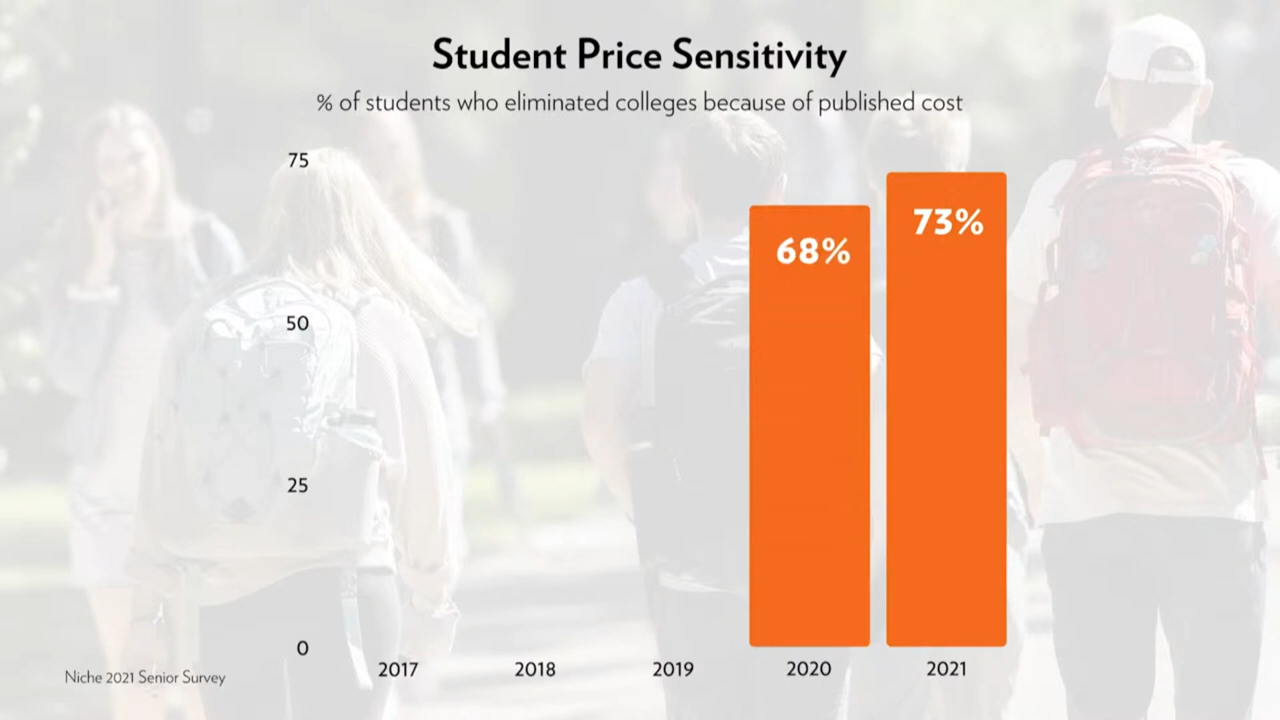 Student Price Sensitivity
% of students who eliminated colleges because of published cost
75
73%
68%
50
25
0
2017 2018 2019 2020 2021
Niche 2021 Senior Survey